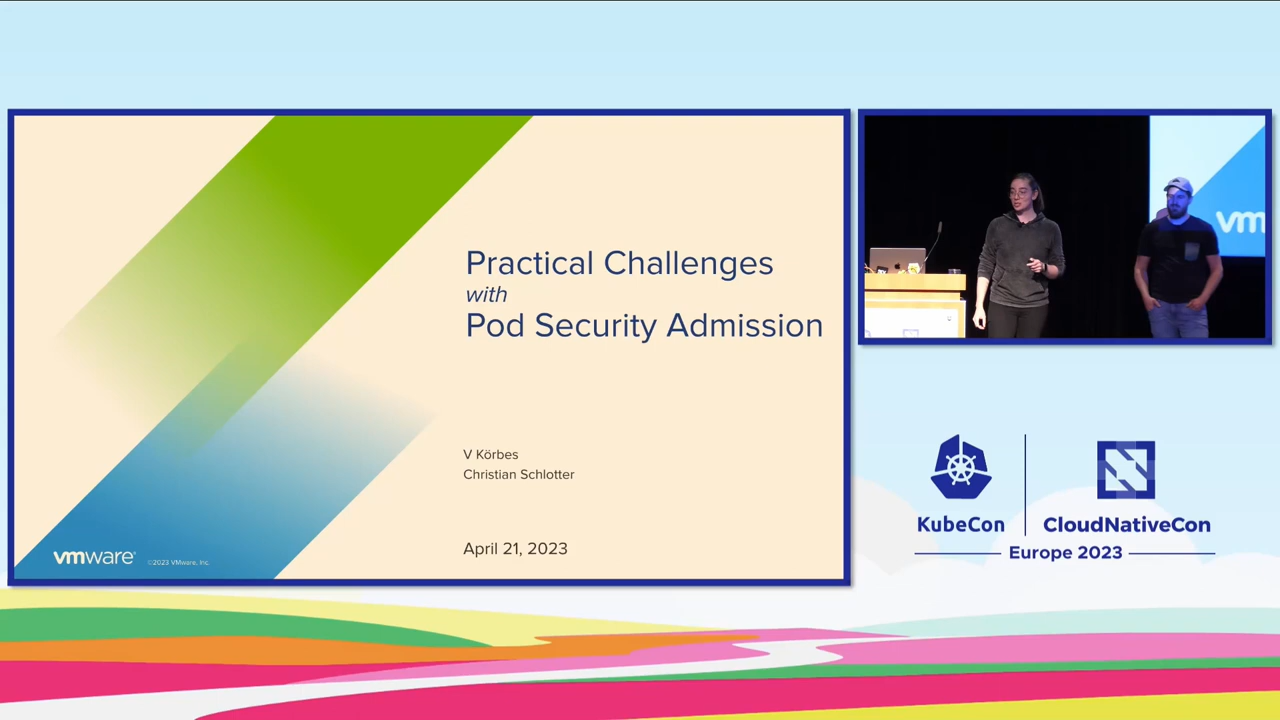 Practical Challenges
with
Pod Security Admission
V Körbes
Christian Schlotter
April 21, 2023
vmware®
©2023 VMware, Inc.
vm
KubeCon
CloudNativeCon
Europe 2023